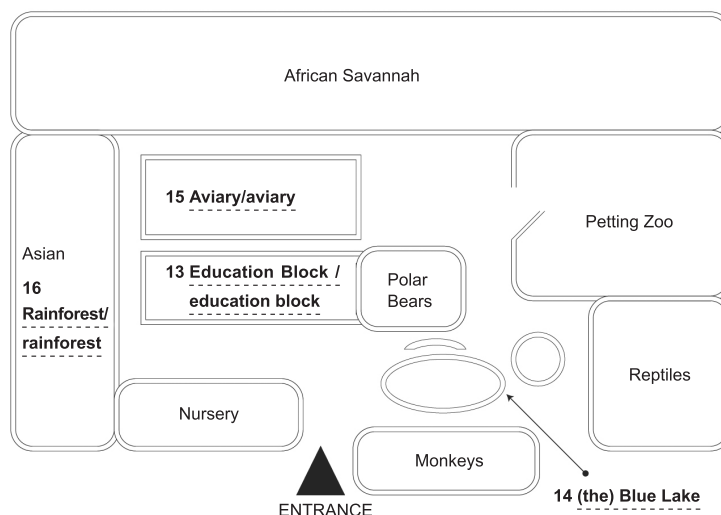 African Savannah
15 Aviary/aviary
Petting Zoo
Asian
16
Rainforest/
rainforest
13 Education Block /
education block
Polar
Bears
Reptiles
Nursery
Monkeys
14 (the) Blue Lake
ENTRANCE